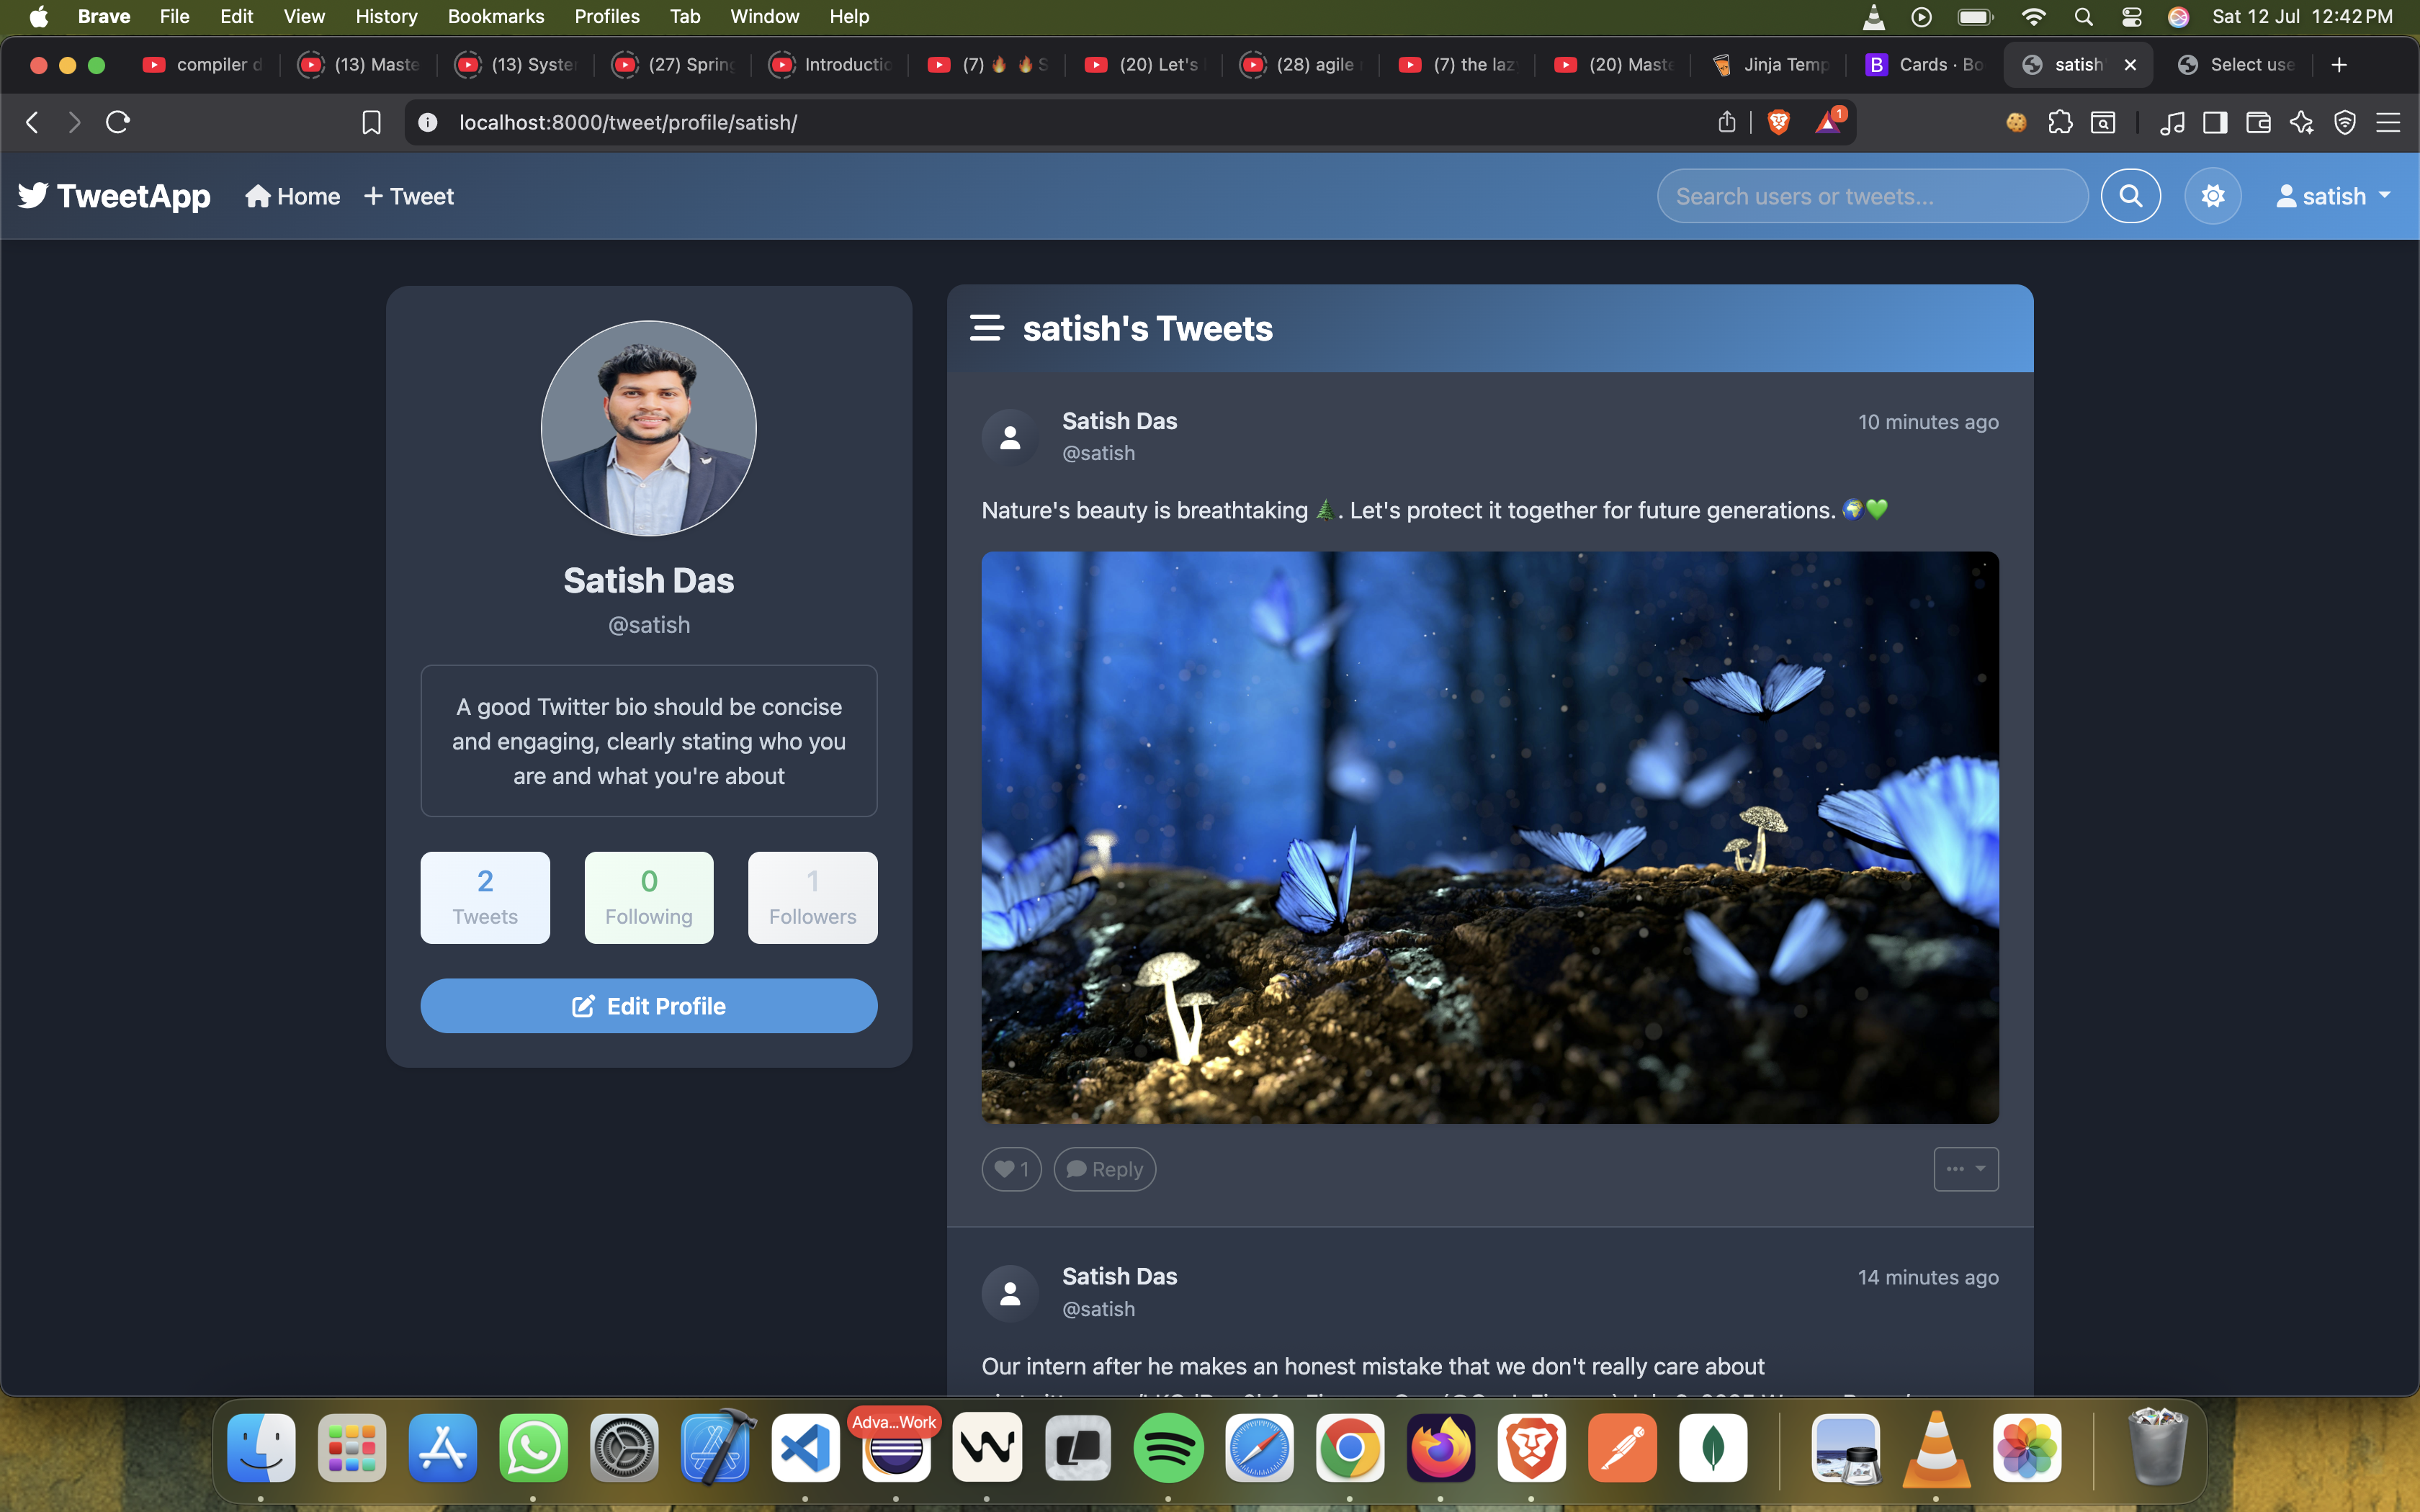 Brave File Edit View History Bookmarks Profiles Tab Window Help Sat 12 Jul 12:42 PM
compiler d (13) Maste (13) Syste (27) Spring Introductio (7) 🔥🔥S (20) Let's (28) agile (7) the laz (20) Maste Jinja Temp Cards · Bo satish' Select use
localhost:8000/tweet/profile/satish/ 1
TweetApp Home + Tweet Search users or tweets... satish
satish's Tweets
Satish Das
@satish
A good Twitter bio should be concise
and engaging, clearly stating who you
are and what you're about
2 0 1
Tweets Following Followers
Edit Profile
Satish Das 10 minutes ago
@satish
Nature's beauty is breathtaking 🌲. Let's protect it together for future generations. 🌍💚
1 Reply
Satish Das 14 minutes ago
@satish
Our intern after he makes an honest mistake that we don't really care about
Adva...Work